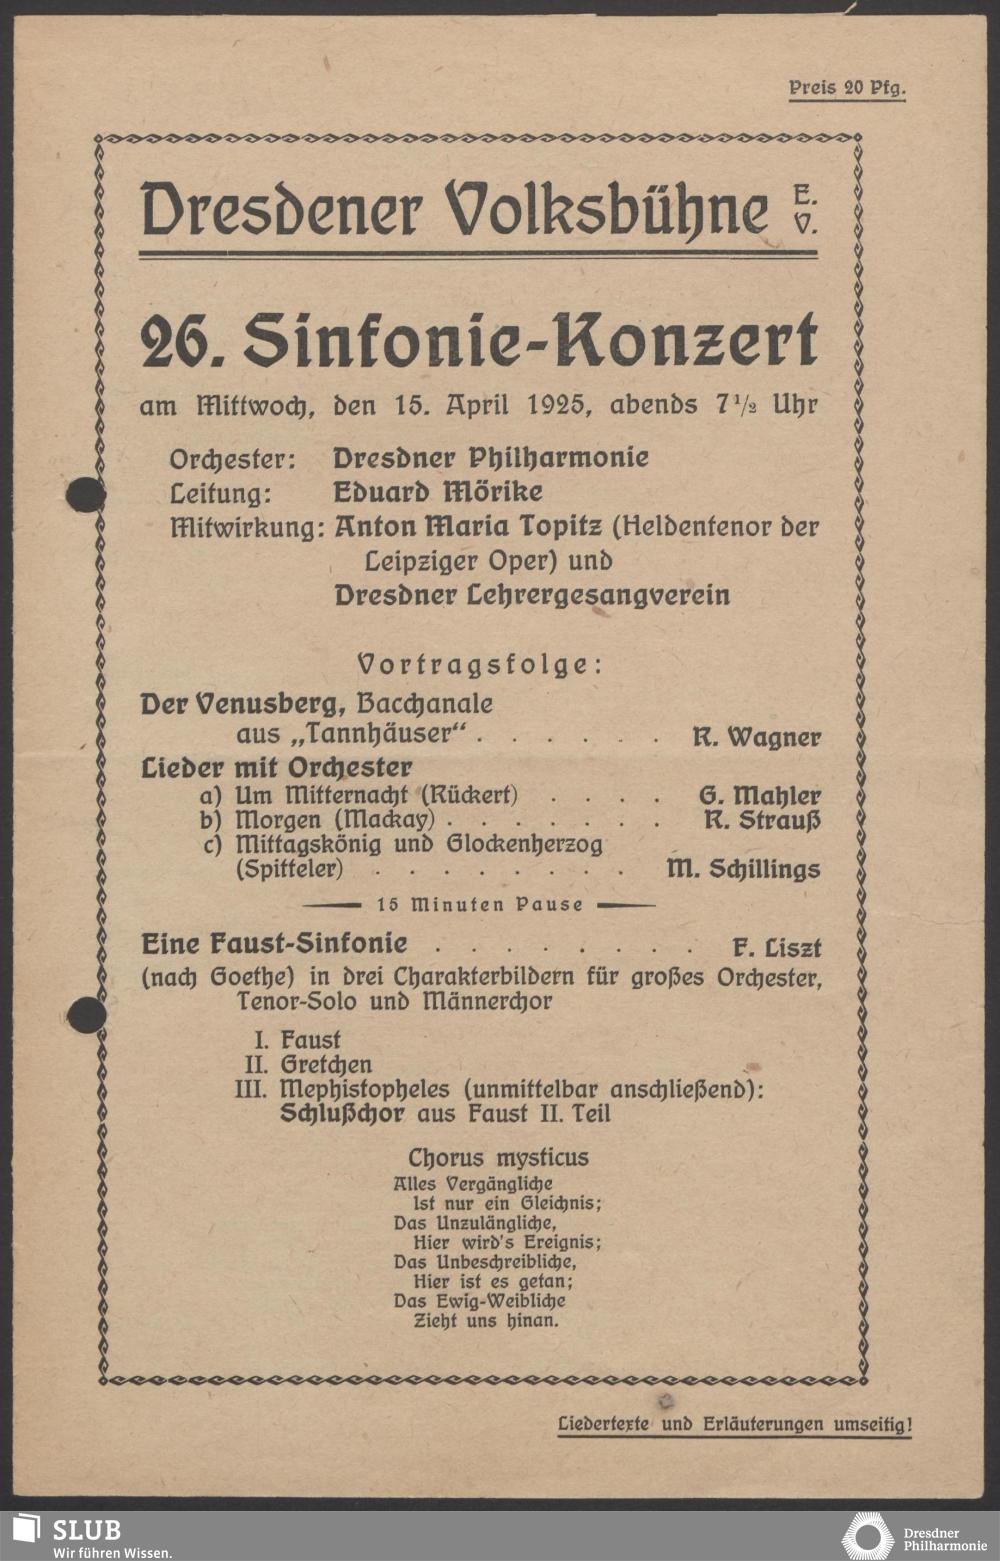 Preis 20 Pfg.
Dresdener Volksbühne E. V.
26. Sinfonie-Konzert
am Mittwoch, den 15. April 1925, abends 7½ Uhr
Orchester: Dresdner Philharmonie
Leitung: Eduard Mörike
Mitwirkung: Anton Maria Topitz (Heldentenor der
Leipziger Oper) und
Dresdner Lehrergesangverein
Vortragsfolge:
Der Venusberg, Bacchanale
aus „Tannhäuser“ . . . . . . R. Wagner
Lieder mit Orchester
a) Um Mitternacht (Rückert) . . . . G. Mahler
b) Morgen (Mackay) . . . . . . . R. Strauß
c) Mittagskönig und Glockenherzog
(Spitteler) . . . . . . . . M. Schillings
15 Minuten Pause
Eine Faust-Sinfonie . . . . . . . . F. Liszt
(nach Goethe) in drei Charakterbildern für großes Orchester,
Tenor-Solo und Männerchor
I. Faust
II. Gretchen
III. Mephistopheles (unmittelbar anschließend):
Schlußchor aus Faust II. Teil
Chorus mysticus
Alles Vergängliche
Ist nur ein Gleichnis;
Das Unzulängliche,
Hier wird's Ereignis;
Das Unbeschreibliche,
Hier ist es getan;
Das Ewig-Weibliche
Zieht uns hinan.
Liedertexte und Erläuterungen umseitig!
SLUB
Wir führen Wissen.
Dresdner
Philharmonie